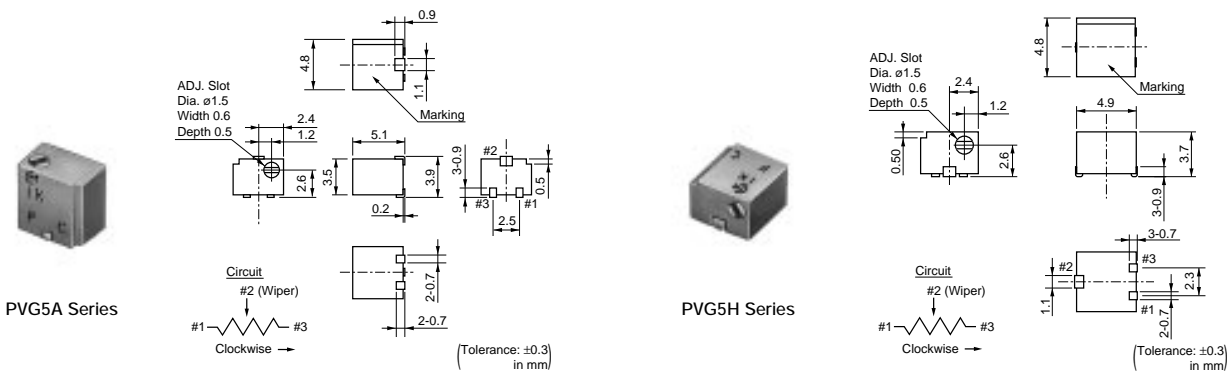 0.9
4.8
1.1
Marking
ADJ. Slot
Dia. ø1.5
Width 0.6
Depth 0.5
2.4
1.2
5.1
#2
3-0.9
3.5
2.6
3.9
0.5
0.2
#3
#1
2.5
2-0.7
2-0.7
Circuit
#2 (Wiper)
#1
#3
Clockwise →
(Tolerance: ±0.3)
in mm
PVG5A Series
4.8
Marking
ADJ. Slot
Dia. ø1.5
Width 0.6
Depth 0.5
2.4
1.2
4.9
0.50
2.6
3.7
3-0.9
3-0.7
#2
#3
1.1
2.3
#1
2-0.7
Circuit
#2 (Wiper)
#1
#3
Clockwise →
(Tolerance: ±0.3)
in mm
PVG5H Series